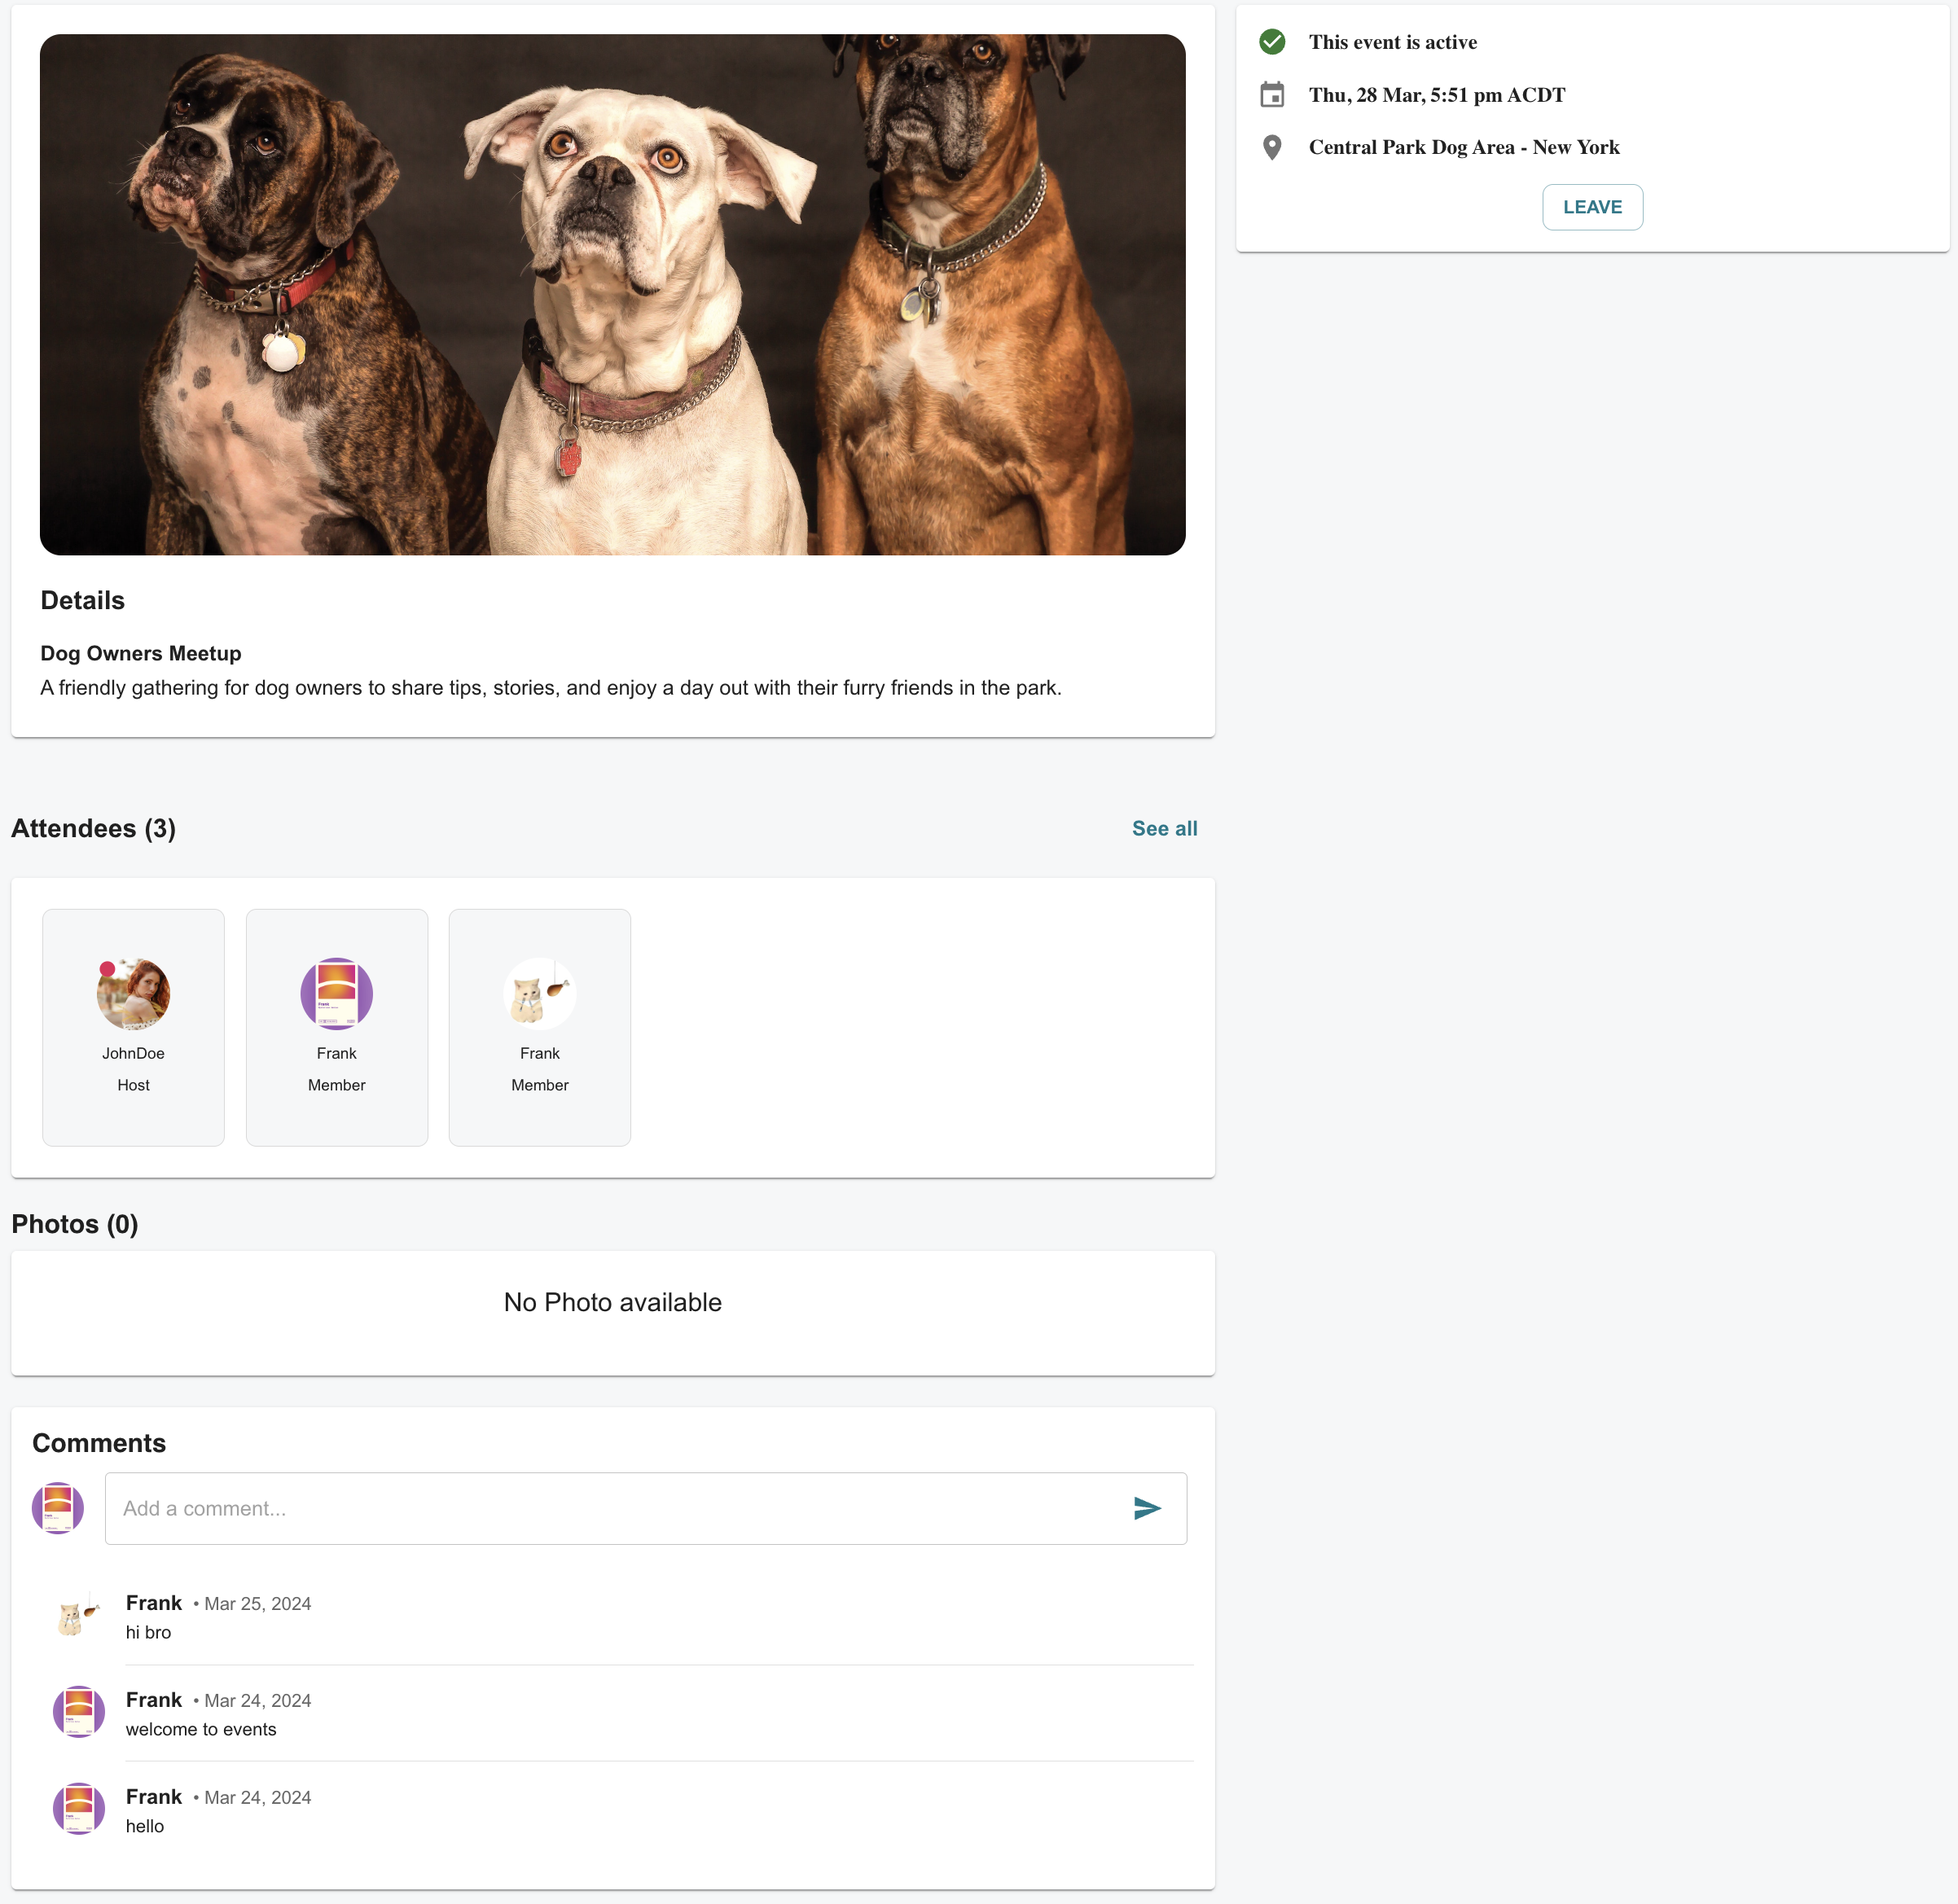 This event is active
Thu, 28 Mar, 5:51 pm ACDT
Central Park Dog Area - New York
LEAVE
Details
Dog Owners Meetup
A friendly gathering for dog owners to share tips, stories, and enjoy a day out with their furry friends in the park.
Attendees (3)
See all
JohnDoe
Host
Frank
Member
Frank
Member
Photos (0)
No Photo available
Comments
Add a comment...
Frank • Mar 25, 2024
hi bro
Frank • Mar 24, 2024
welcome to events
Frank • Mar 24, 2024
hello